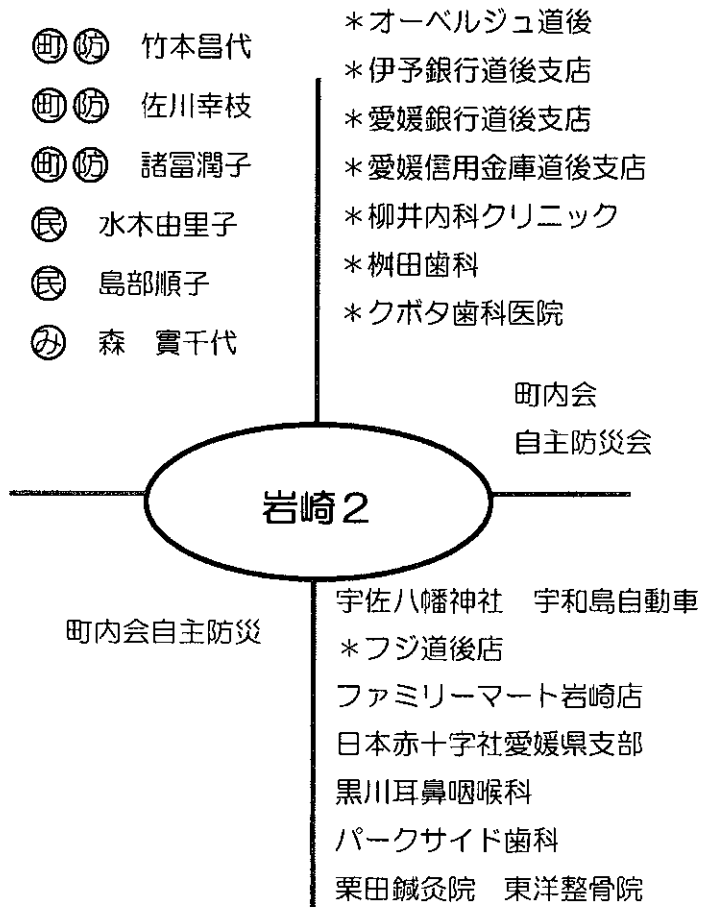 町 防 竹本昌代
町 防 佐川幸枝
町 防 諸冨潤子
民 水木由里子
民 島部順子
み 森 實千代
＊オーベルジュ道後
＊伊予銀行道後支店
＊愛媛銀行道後支店
＊愛媛信用金庫道後支店
＊柳井内科クリニック
＊桝田歯科
＊クボタ歯科医院
町内会
自主防災会
岩崎２
町内会自主防災
宇佐八幡神社 宇和島自動車
＊フジ道後店
ファミリーマート岩崎店
日本赤十字社愛媛県支部
黒川耳鼻咽喉科
パークサイド歯科
栗田鍼灸院 東洋整骨院